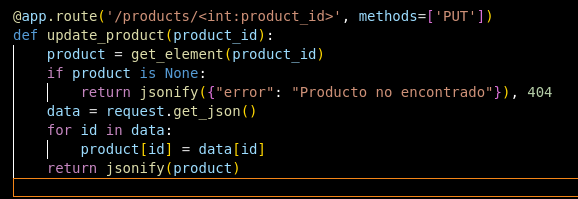 @app.route('/products/<int:product_id>', methods=['PUT'])
def update_product(product_id):
    product = get_element(product_id)
    if product is None:
        return jsonify({"error": "Producto no encontrado"}), 404
    data = request.get_json()
    for id in data:
        product[id] = data[id]
    return jsonify(product)